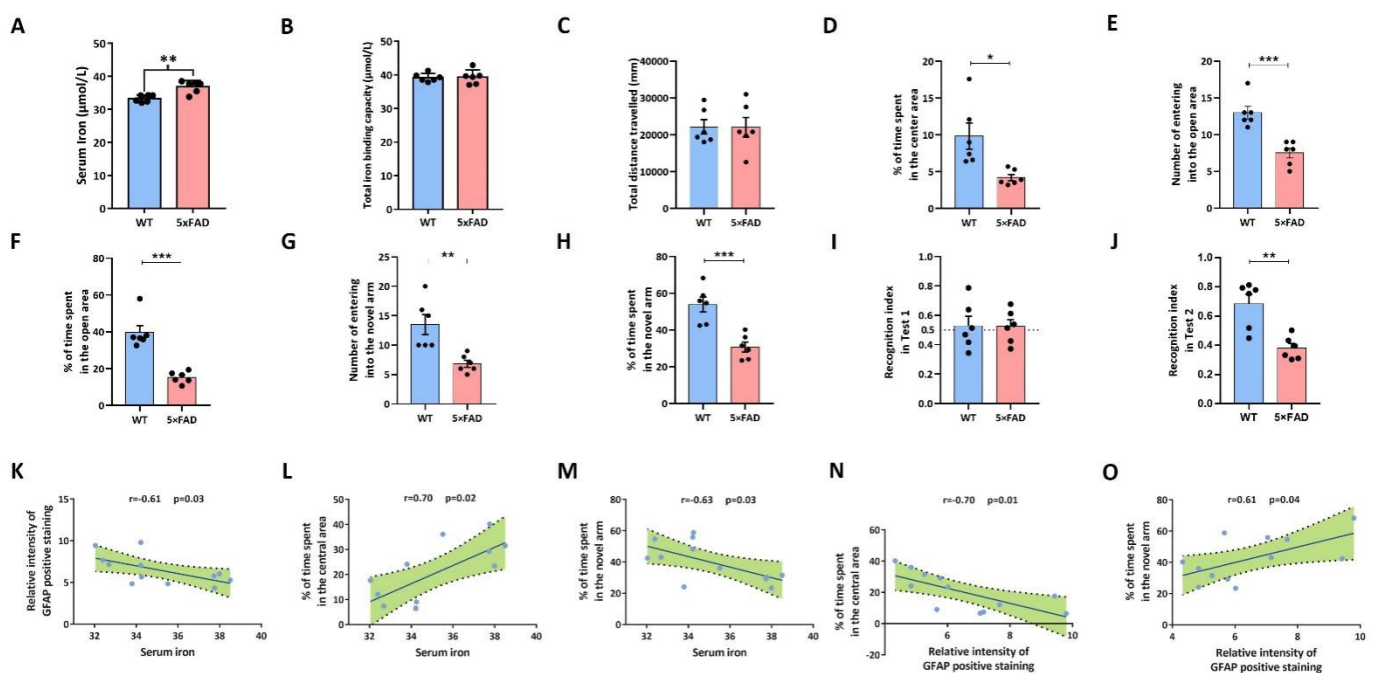 A
Serum Iron (μmol/L)
50
40
30
20
10
0
**
WT
5xFAD
B
Total iron binding capacity (μmol/L)
50
40
30
20
10
0
WT
5×FAD
C
Total distance travelled (mm)
40000
30000
20000
10000
0
WT
5×FAD
D
% of time spent
in the center area
20
15
10
5
0
*
WT
5×FAD
E
Number of entering
into the open area
20
15
10
5
0
***
WT
5×FAD
F
% of time spent
in the open area
80
60
40
20
0
***
WT
5×FAD
G
Number of entering
into the novel arm
25
20
15
10
5
0
**
WT
5×FAD
H
% of time spent
in the novel arm
80
60
40
20
0
***
WT
5×FAD
I
Recognition index
in Test 1
1.0
0.8
0.6
0.5
0.4
0.2
0.0
WT
5×FAD
J
Recognition index
in Test 2
1.0
0.8
0.6
0.4
0.2
0.0
**
WT
5×FAD
K
r=-0.61 p=0.03
Relative intensity of
GFAP positive staining
15
10
5
0
32 34 36 38 40
Serum iron
L
r=0.70 p=0.02
% of time spent
in the central area
50
40
30
20
10
0
32 34 36 38 40
Serum iron
M
r=-0.63 p=0.03
% of time spent
in the novel arm
80
60
40
20
0
32 34 36 38 40
Serum iron
N
r=-0.70 p=0.01
% of time spent
in the central area
80
60
40
20
0
-20
6 8 10
Relative intensity of
GFAP positive staining
O
r=0.61 p=0.04
% of time spent
in the novel arm
80
60
40
20
0
4 6 8 10
Relative intensity of
GFAP positive staining